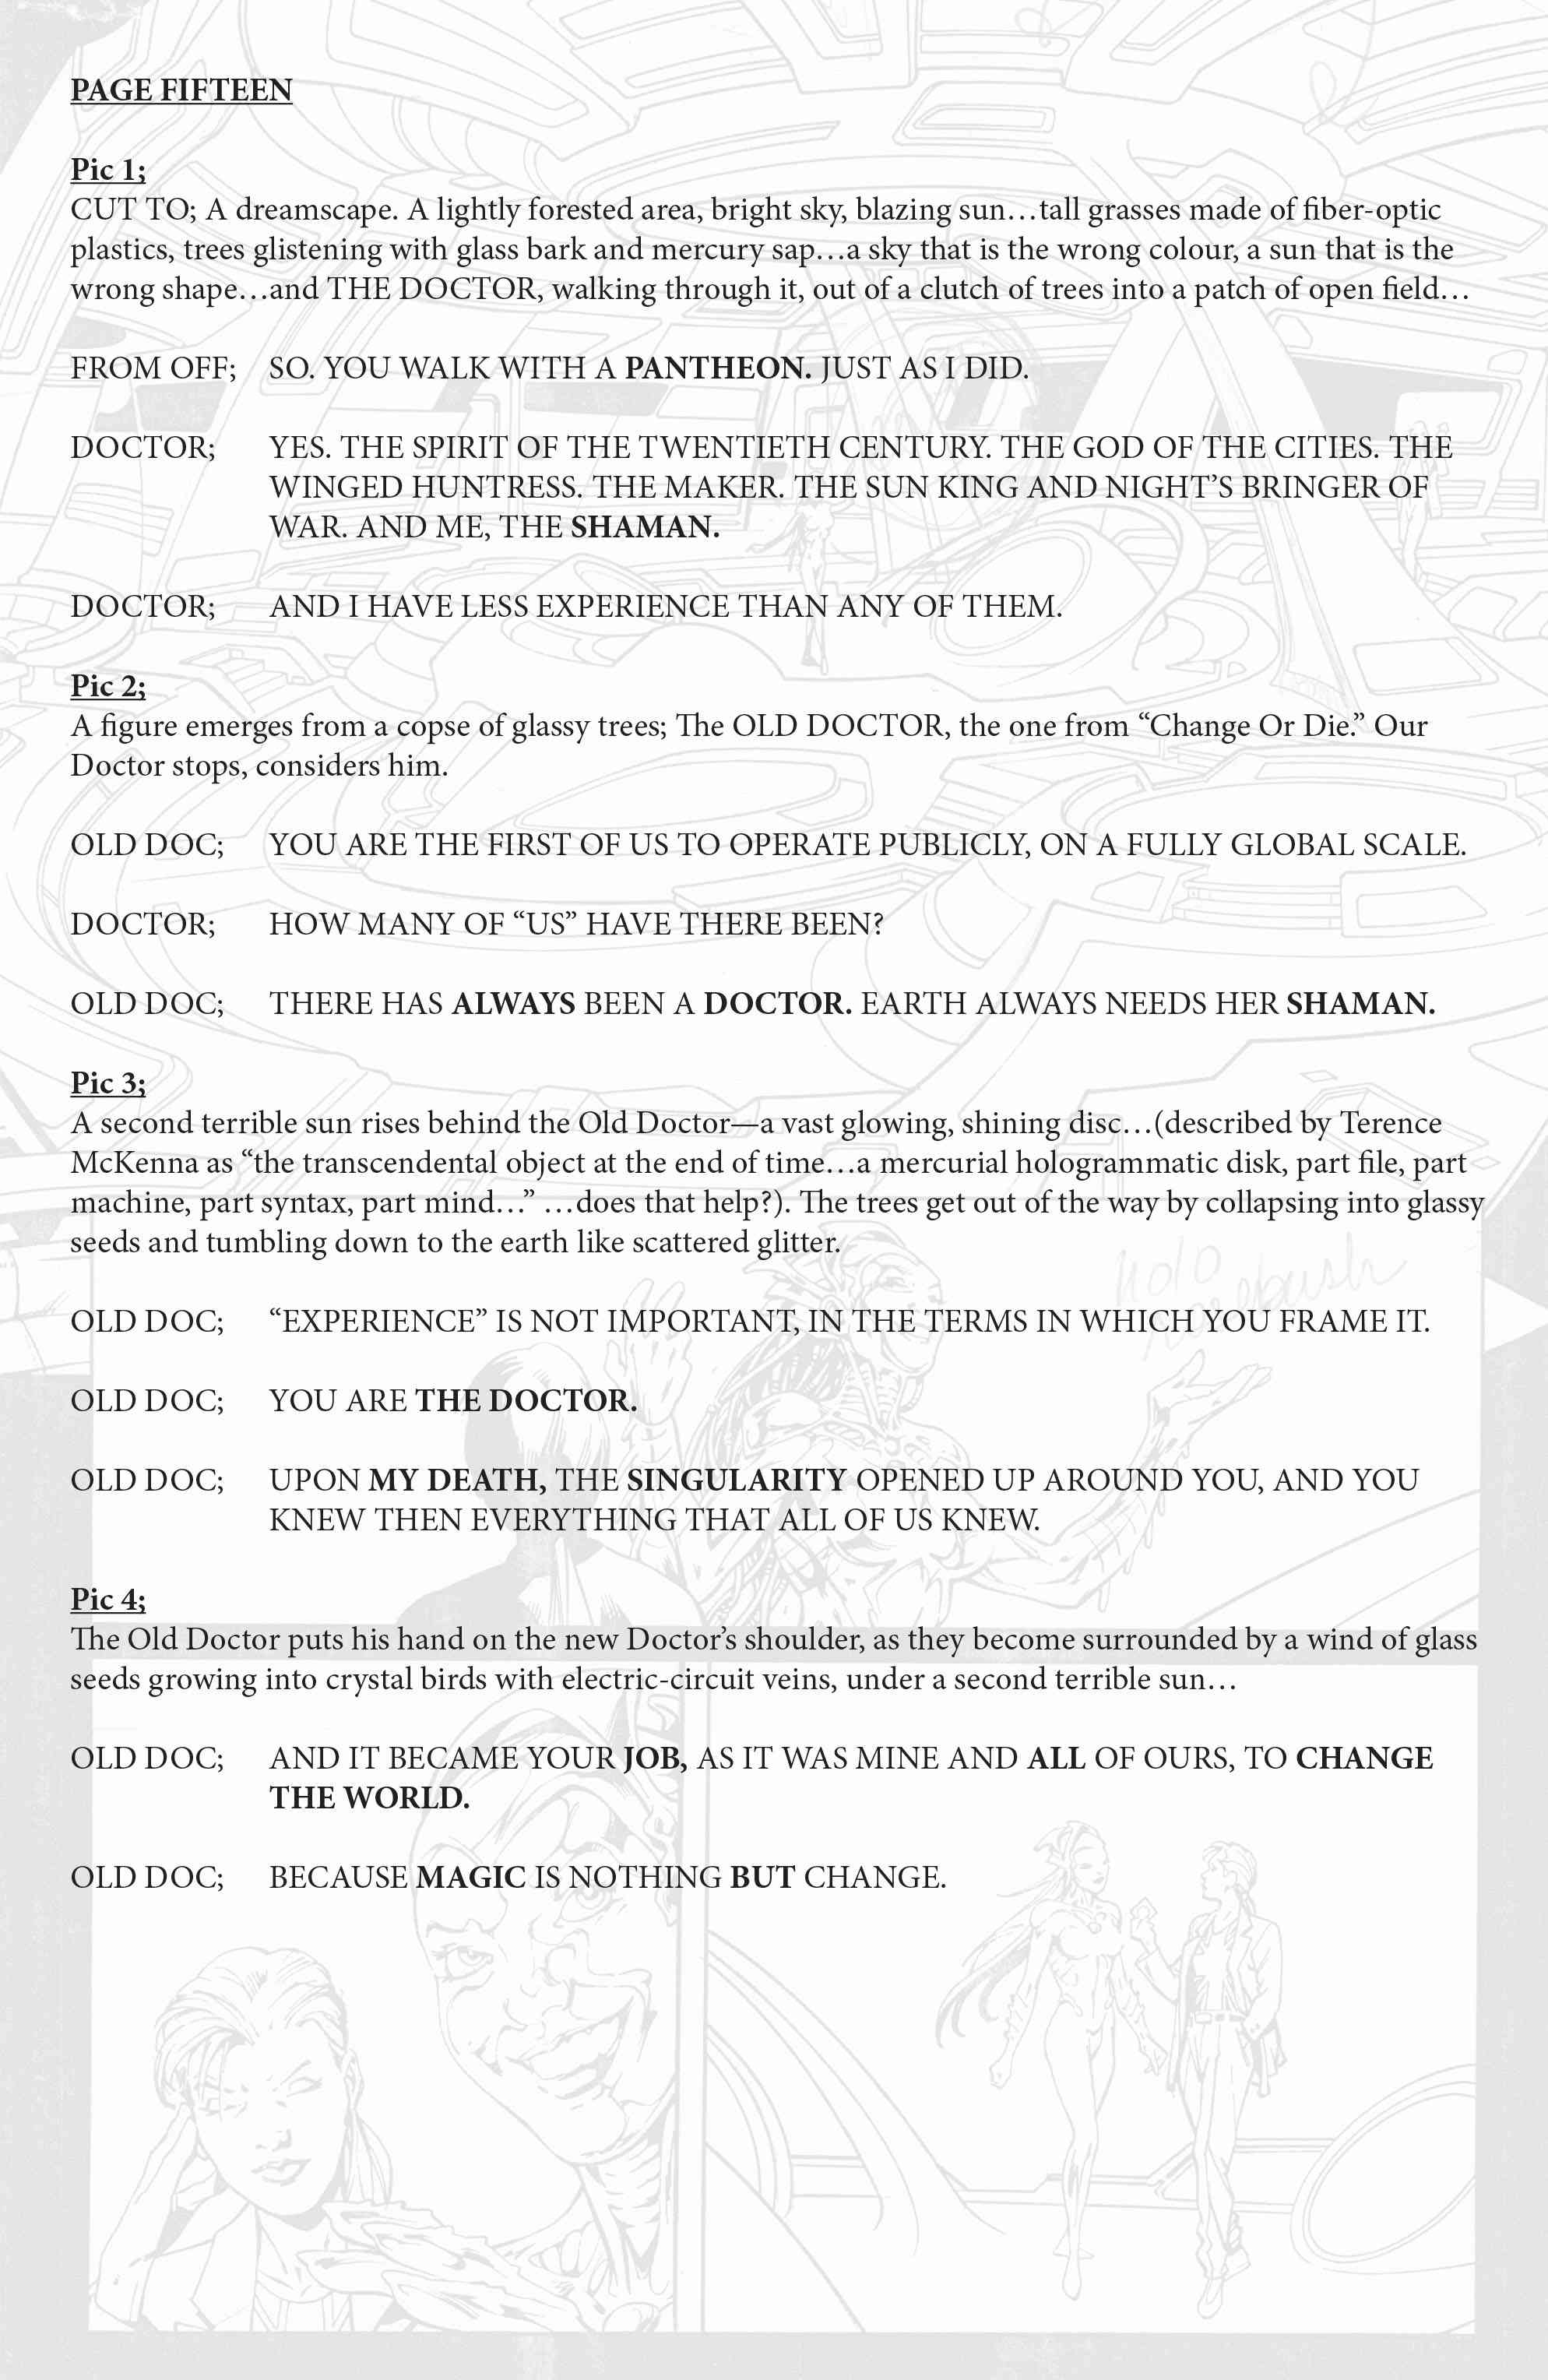 PAGE FIFTEEN
Pic 1;
CUT TO; A dreamscape. A lightly forested area, bright sky, blazing sun…tall grasses made of fiber-optic
plastics, trees glistening with glass bark and mercury sap…a sky that is the wrong colour, a sun that is the
wrong shape…and THE DOCTOR, walking through it, out of a clutch of trees into a patch of open field…
FROM OFF; SO. YOU WALK WITH A PANTHEON. JUST AS I DID.
DOCTOR; YES. THE SPIRIT OF THE TWENTIETH CENTURY. THE GOD OF THE CITIES. THE
WINGED HUNTRESS. THE MAKER. THE SUN KING AND NIGHT’S BRINGER OF
WAR. AND ME, THE SHAMAN.
DOCTOR; AND I HAVE LESS EXPERIENCE THAN ANY OF THEM.
Pic 2;
A figure emerges from a copse of glassy trees; The OLD DOCTOR, the one from “Change Or Die.” Our
Doctor stops, considers him.
OLD DOC; YOU ARE THE FIRST OF US TO OPERATE PUBLICLY, ON A FULLY GLOBAL SCALE.
DOCTOR; HOW MANY OF “US” HAVE THERE BEEN?
OLD DOC; THERE HAS ALWAYS BEEN A DOCTOR. EARTH ALWAYS NEEDS HER SHAMAN.
Pic 3;
A second terrible sun rises behind the Old Doctor—a vast glowing, shining disc…(described by Terence
McKenna as “the transcendental object at the end of time…a mercurial hologrammatic disk, part file, part
machine, part syntax, part mind…” …does that help?). The trees get out of the way by collapsing into glassy
seeds and tumbling down to the earth like scattered glitter.
OLD DOC; “EXPERIENCE” IS NOT IMPORTANT, IN THE TERMS IN WHICH YOU FRAME IT.
OLD DOC; YOU ARE THE DOCTOR.
OLD DOC; UPON MY DEATH, THE SINGULARITY OPENED UP AROUND YOU, AND YOU
KNEW THEN EVERYTHING THAT ALL OF US KNEW.
Pic 4;
The Old Doctor puts his hand on the new Doctor’s shoulder, as they become surrounded by a wind of glass
seeds growing into crystal birds with electric-circuit veins, under a second terrible sun…
OLD DOC; AND IT BECAME YOUR JOB, AS IT WAS MINE AND ALL OF OURS, TO CHANGE
THE WORLD.
OLD DOC; BECAUSE MAGIC IS NOTHING BUT CHANGE.